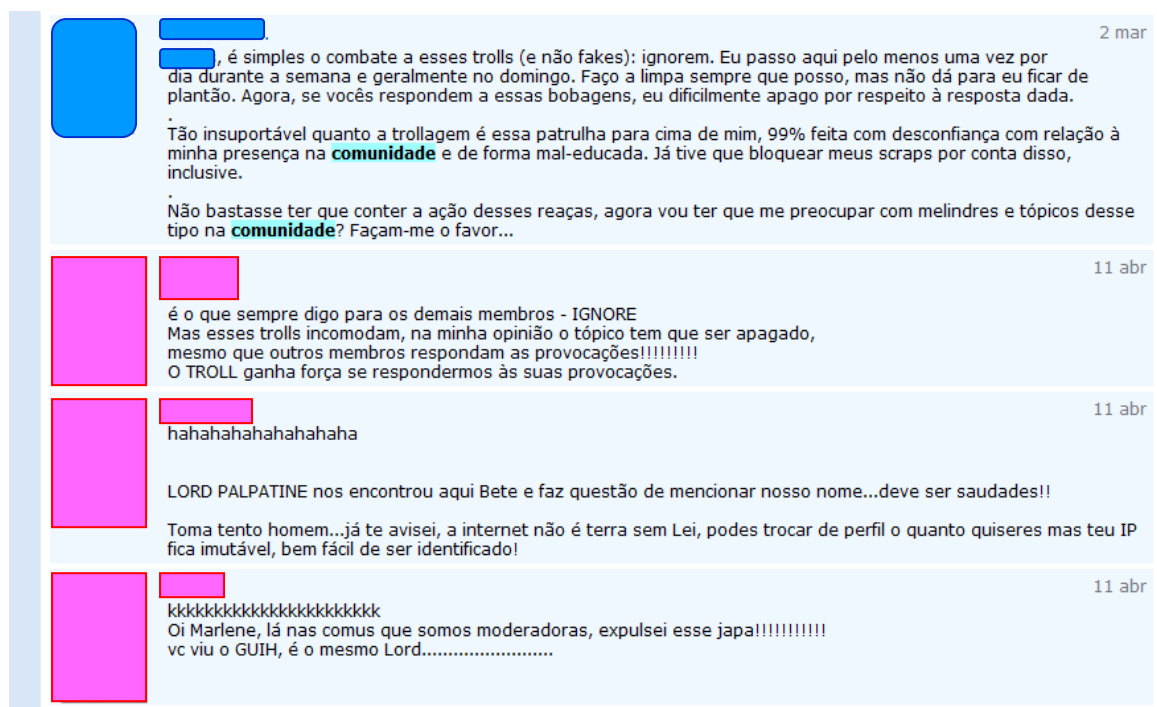 2 mar
, é simples o combate a esses trolls (e não fakes): ignorem. Eu passo aqui pelo menos uma vez por
dia durante a semana e geralmente no domingo. Faço a limpa sempre que posso, mas não dá para eu ficar de
plantão. Agora, se vocês respondem a essas bobagens, eu dificilmente apago por respeito à resposta dada.
.
Tão insuportável quanto a trollagem é essa patrulha para cima de mim, 99% feita com desconfiança com relação à
minha presença na comunidade e de forma mal-educada. Já tive que bloquear meus scraps por conta disso,
inclusive.
.
Não bastasse ter que conter a ação desses reaças, agora vou ter que me preocupar com melindres e tópicos desse
tipo na comunidade? Façam-me o favor...
11 abr
é o que sempre digo para os demais membros - IGNORE
Mas esses trolls incomodam, na minha opinião o tópico tem que ser apagado,
mesmo que outros membros respondam as provocações!!!!!!!!!
O TROLL ganha força se respondermos às suas provocações.
11 abr
hahahahahahahahaha
LORD PALPATINE nos encontrou aqui Bete e faz questão de mencionar nosso nome...deve ser saudades!!
Toma tento homem...já te avisei, a internet não é terra sem Lei, podes trocar de perfil o quanto quiseres mas teu IP
fica imutável, bem fácil de ser identificado!
11 abr
kkkkkkkkkkkkkkkkkkkkkkk
Oi Marlene, lá nas comus que somos moderadoras, expulsei esse japa!!!!!!!!!!!
vc viu o GUIH, é o mesmo Lord.........................